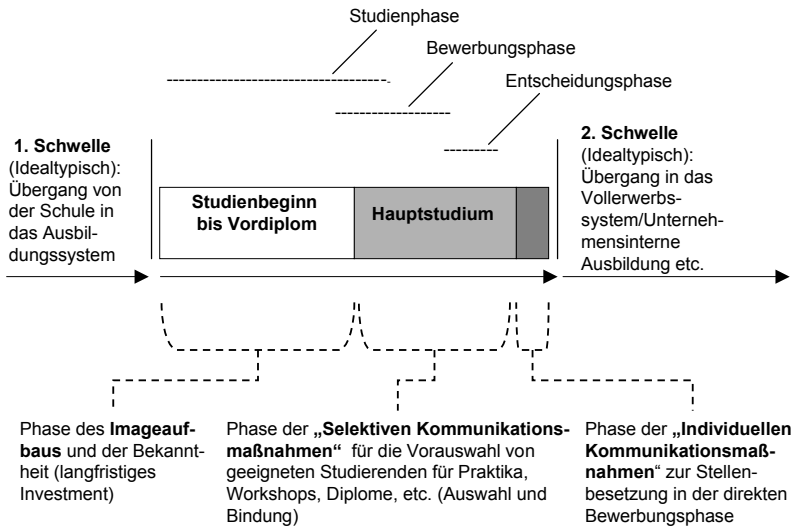 Studienphase
Bewerbungsphase
Entscheidungsphase
1. Schwelle
(Idealtypisch):
Übergang von
der Schule in
das Ausbil-
dungssystem
Studienbeginn
bis Vordiplom
Hauptstudium
2. Schwelle
(Idealtypisch):
Übergang in das
Vollerwerbs-
system/Unterneh-
mensinterne
Ausbildung etc.
Phase des Imageauf-
baus und der Bekannt-
heit (langfristiges
Investment)
Phase der „Selektiven Kommunikations-
maßnahmen“ für die Vorauswahl von
geeigneten Studierenden für Praktika,
Workshops, Diplome, etc. (Auswahl und
Bindung)
Phase der „Individuellen
Kommunikationsmaß-
nahmen“ zur Stellen-
besetzung in der direkten
Bewerbungsphase